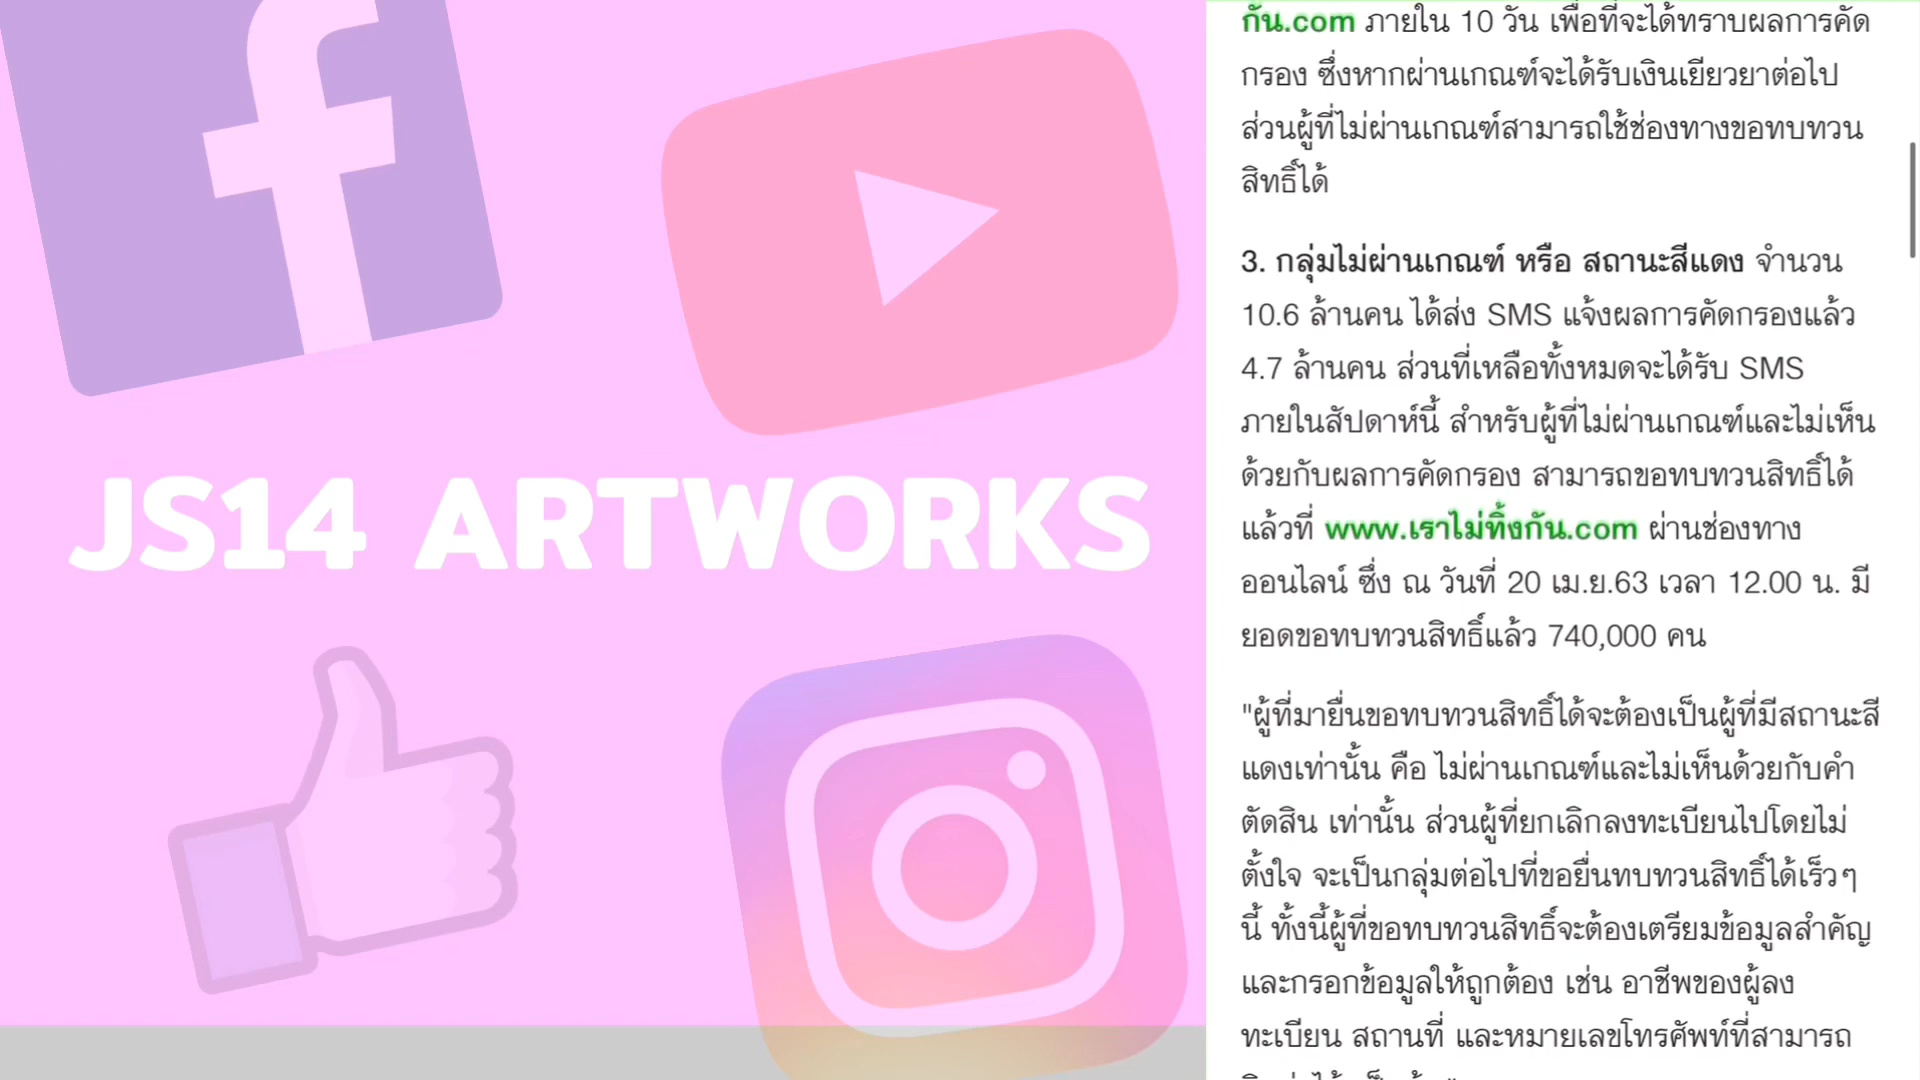 JS14 ARTWORKS
กัน.com ภายใน 10 วัน เพื่อที่จะได้ทราบผลการคัด
กรอง ซึ่งหากผ่านเกณฑ์จะได้รับเงินเยียวยาต่อไป
ส่วนผู้ที่ไม่ผ่านเกณฑ์สามารถใช้ช่องทางขอทบทวน
สิทธิ์ได้
3. กลุ่มไม่ผ่านเกณฑ์ หรือ สถานะสีแดง จำนวน
10.6 ล้านคน ได้ส่ง SMS แจ้งผลการคัดกรองแล้ว
4.7 ล้านคน ส่วนที่เหลือทั้งหมดจะได้รับ SMS
ภายในสัปดาห์นี้ สำหรับผู้ที่ไม่ผ่านเกณฑ์และไม่เห็น
ด้วยกับผลการคัดกรอง สามารถขอทบทวนสิทธิ์ได้
แล้วที่ www.เราไม่ทิ้งกัน.com ผ่านช่องทาง
ออนไลน์ ซึ่ง ณ วันที่ 20 เม.ย.63 เวลา 12.00 น. มี
ยอดขอทบทวนสิทธิ์แล้ว 740,000 คน
"ผู้ที่มายื่นขอทบทวนสิทธิ์ได้จะต้องเป็นผู้ที่มีสถานะสี
แดงเท่านั้น คือ ไม่ผ่านเกณฑ์และไม่เห็นด้วยกับคำ
ตัดสิน เท่านั้น ส่วนผู้ที่ยกเลิกลงทะเบียนไปโดยไม่
ตั้งใจ จะเป็นกลุ่มต่อไปที่ขอยื่นทบทวนสิทธิ์ได้เร็วๆ
นี้ ทั้งนี้ผู้ที่ขอทบทวนสิทธิ์จะต้องเตรียมข้อมูลสำคัญ
และกรอกข้อมูลให้ถูกต้อง เช่น อาชีพของผู้ลง
ทะเบียน สถานที่ และหมายเลขโทรศัพท์ที่สามารถ